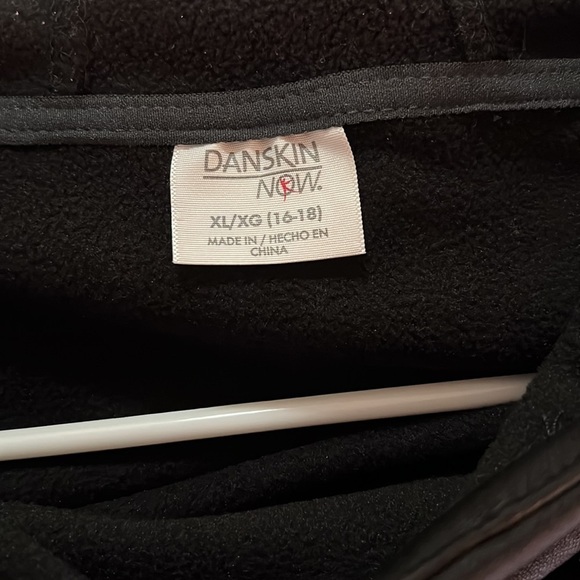 DANSKIN
NOW.
XL/XG (16-18)
MADE IN / HECHO EN
CHINA